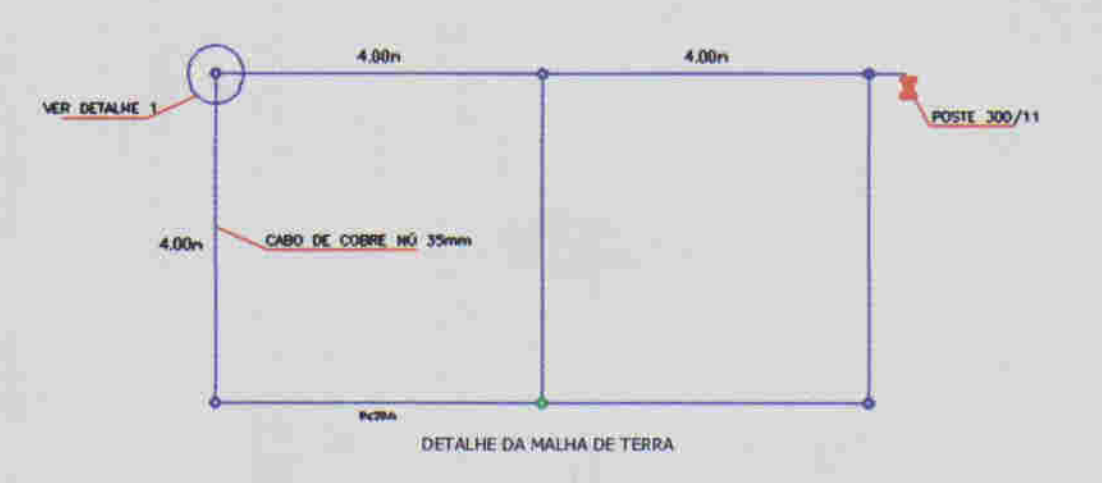 4.00m
4.00m
VER DETALHE 1
POSTE 300/11
4.00m
CABO DE COBRE NÚ 35mm
DETALHE DA MALHA DE TERRA